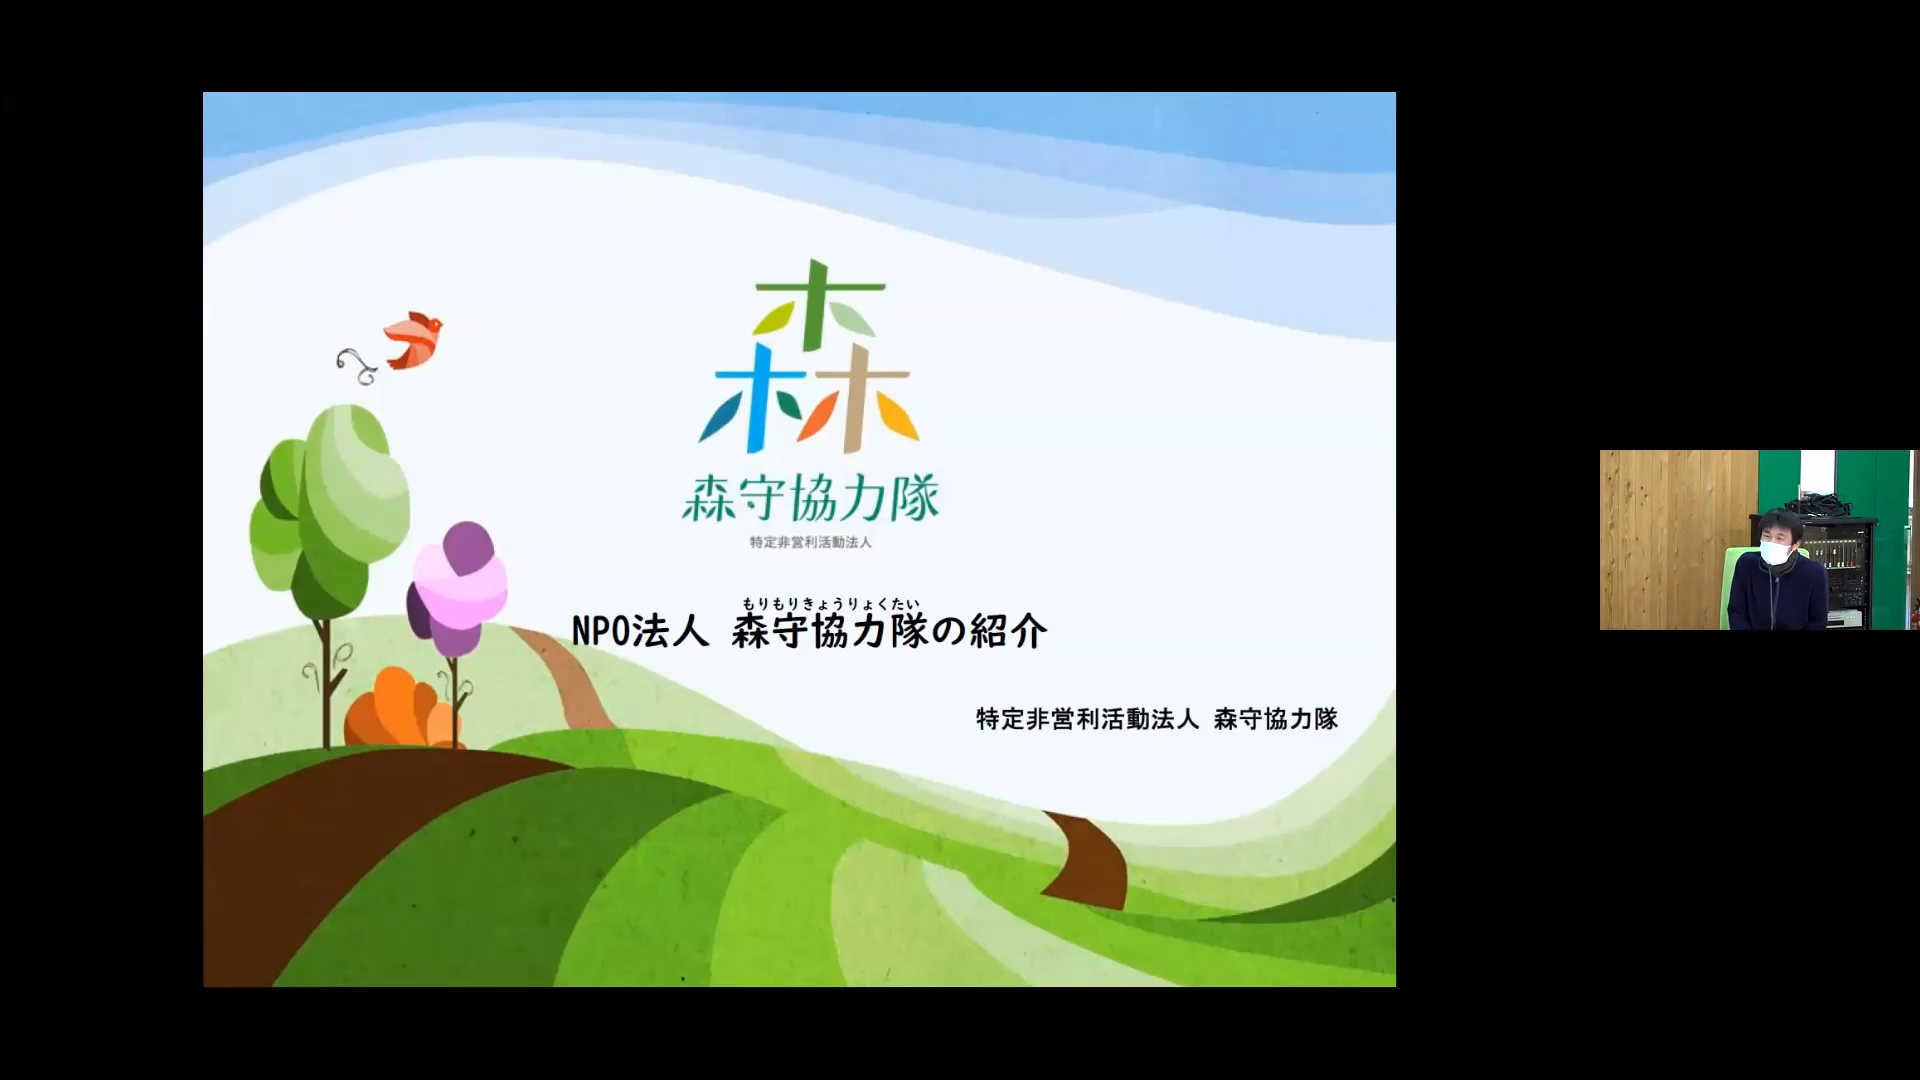 森
森守協力隊
特定非営利活動法人
もりもりきょうりょくたい
NPO法人 森守協力隊の紹介
特定非営利活動法人 森守協力隊